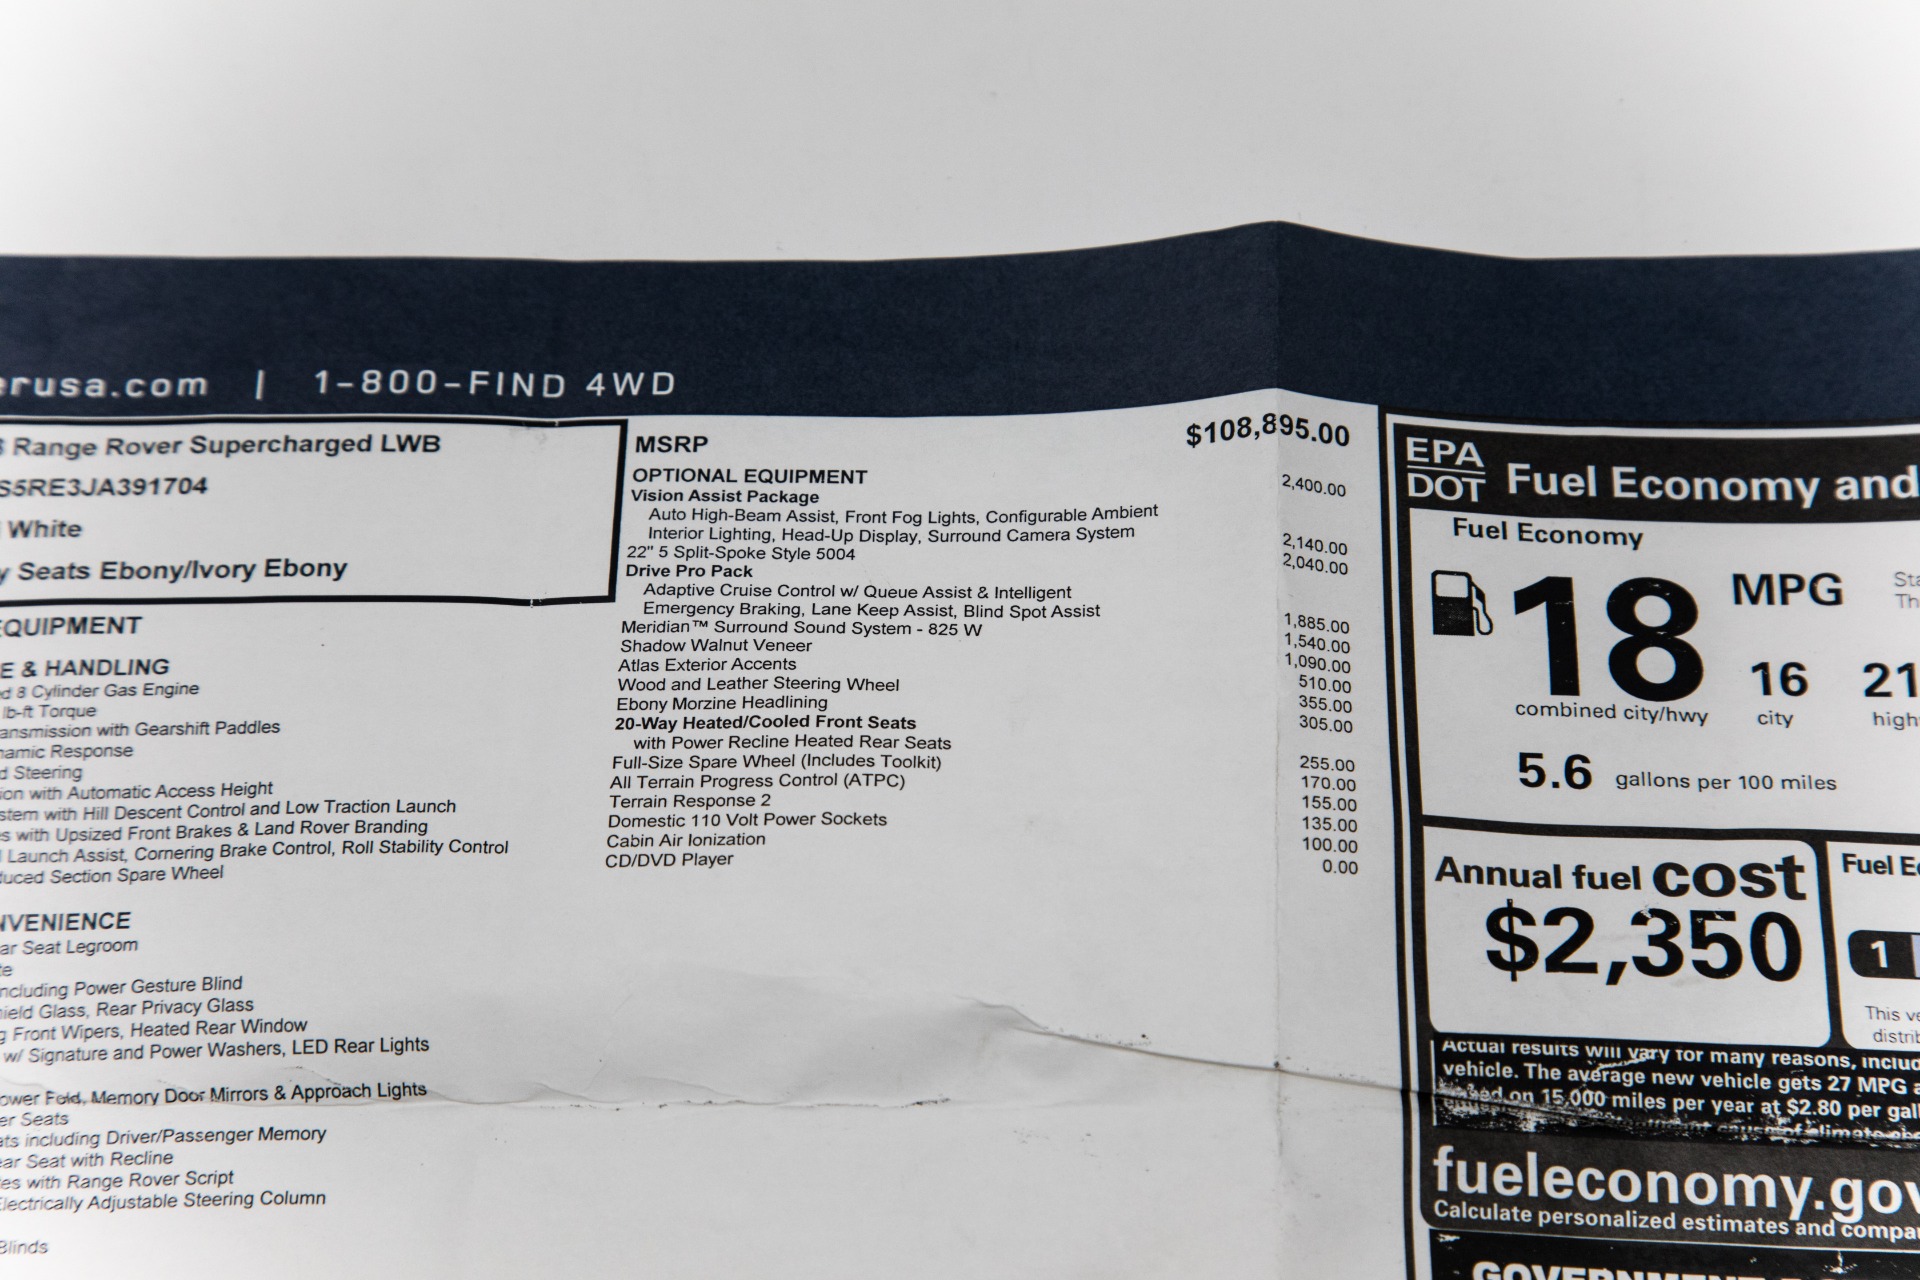 erusa.com | 1-800-FIND 4WD
Range Rover Supercharged LWB
S5RE3JA391704
White
Seats Ebony/Ivory Ebony
EQUIPMENT
E & HANDLING
d 8 Cylinder Gas Engine
lb-ft Torque
ansmission with Gearshift Paddles
namic Response
d Steering
ion with Automatic Access Height
stem with Hill Descent Control and Low Traction Launch
s with Upsized Front Brakes & Land Rover Branding
l Launch Assist, Cornering Brake Control, Roll Stability Control
duced Section Spare Wheel
NVENIENCE
ar Seat Legroom
te
ncluding Power Gesture Blind
hield Glass, Rear Privacy Glass
g Front Wipers, Heated Rear Window
w/ Signature and Power Washers, LED Rear Lights
ower Fold, Memory Door Mirrors & Approach Lights
er Seats
ats including Driver/Passenger Memory
ear Seat with Recline
es with Range Rover Script
Electrically Adjustable Steering Column
Blinds
MSRP $108,895.00
OPTIONAL EQUIPMENT
Vision Assist Package 2,400.00
Auto High-Beam Assist, Front Fog Lights, Configurable Ambient
Interior Lighting, Head-Up Display, Surround Camera System
22" 5 Split-Spoke Style 5004 2,140.00
Drive Pro Pack 2,040.00
Adaptive Cruise Control w/ Queue Assist & Intelligent
Emergency Braking, Lane Keep Assist, Blind Spot Assist
Meridian™ Surround Sound System - 825 W 1,885.00
Shadow Walnut Veneer 1,540.00
Atlas Exterior Accents 1,090.00
Wood and Leather Steering Wheel 510.00
Ebony Morzine Headlining 355.00
20-Way Heated/Cooled Front Seats 305.00
with Power Recline Heated Rear Seats
Full-Size Spare Wheel (Includes Toolkit) 255.00
All Terrain Progress Control (ATPC) 170.00
Terrain Response 2 155.00
Domestic 110 Volt Power Sockets 135.00
Cabin Air Ionization 100.00
CD/DVD Player 0.00
EPA
DOT Fuel Economy and
Fuel Economy
18 MPG
combined city/hwy
16
city
21
high
Sta
Th
5.6 gallons per 100 miles
Annual fuel cost
$2,350
Fuel Ec
1
This ve
distrib
Actual results will vary for many reasons, includ
vehicle. The average new vehicle gets 27 MPG a
on 15,000 miles per year at $2.80 per gall
fueleconomy.gov
Calculate personalized estimates and compa
GOVERNMENT